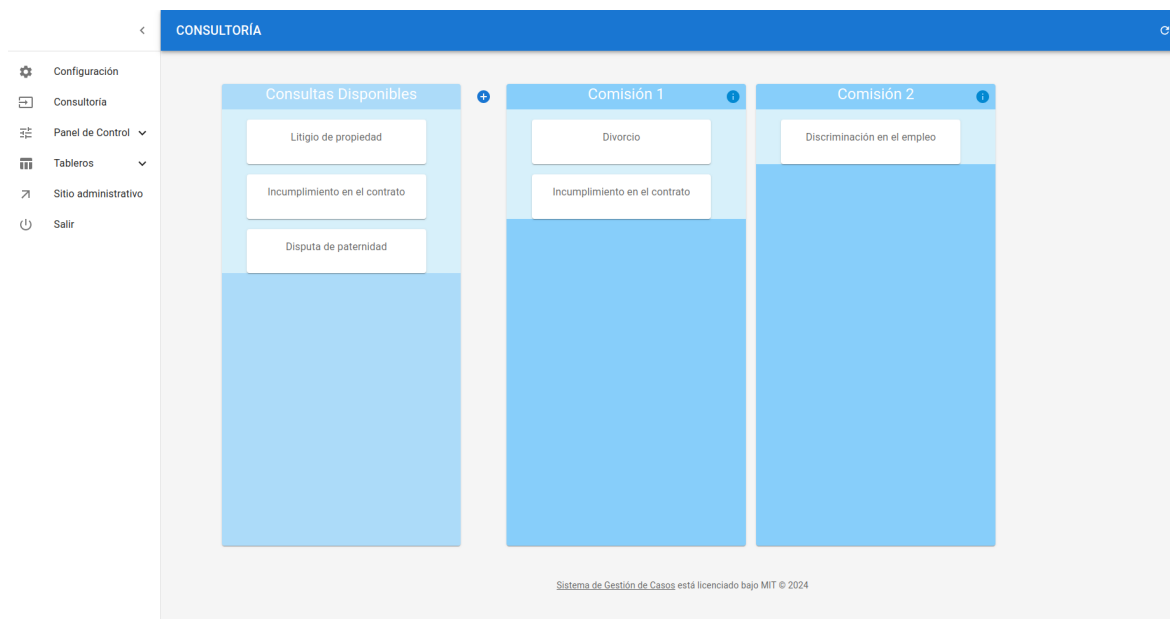 CONSULTORÍA
Configuración
Consultoría
Panel de Control
Tableros
Sitio administrativo
Salir
Consultas Disponibles
Litigio de propiedad
Incumplimiento en el contrato
Disputa de paternidad
Comisión 1
Divorcio
Incumplimiento en el contrato
Comisión 2
Discriminación en el empleo
Sistema de Gestión de Casos está licenciado bajo MIT © 2024